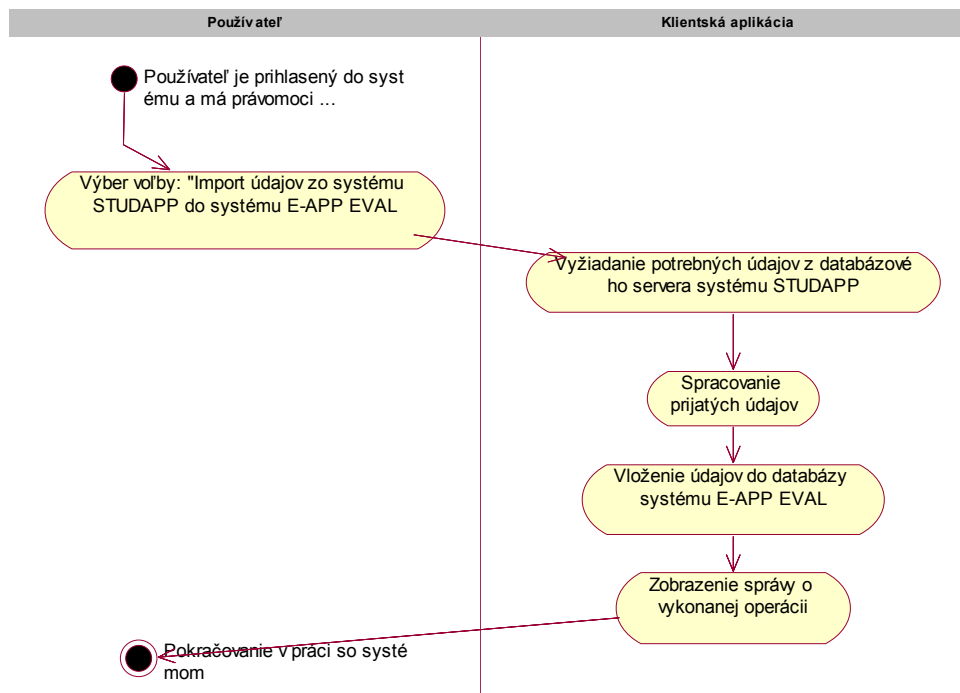 Používateľ
Klientská aplikácia
Používateľ je prihlasený do syst
ému a má právomoci ...
Výber voľby: "Import údajov zo systému
STUDAPP do systému E-APP EVAL
Vyžiadanie potrebných údajov z databázové
ho servera systému STUDAPP
Spracovanie
prijatých údajov
Vloženie údajov do databázy
systému E-APP EVAL
Zobrazenie správy o
vykonanej operácii
Pokračovanie v práci so systé
mom